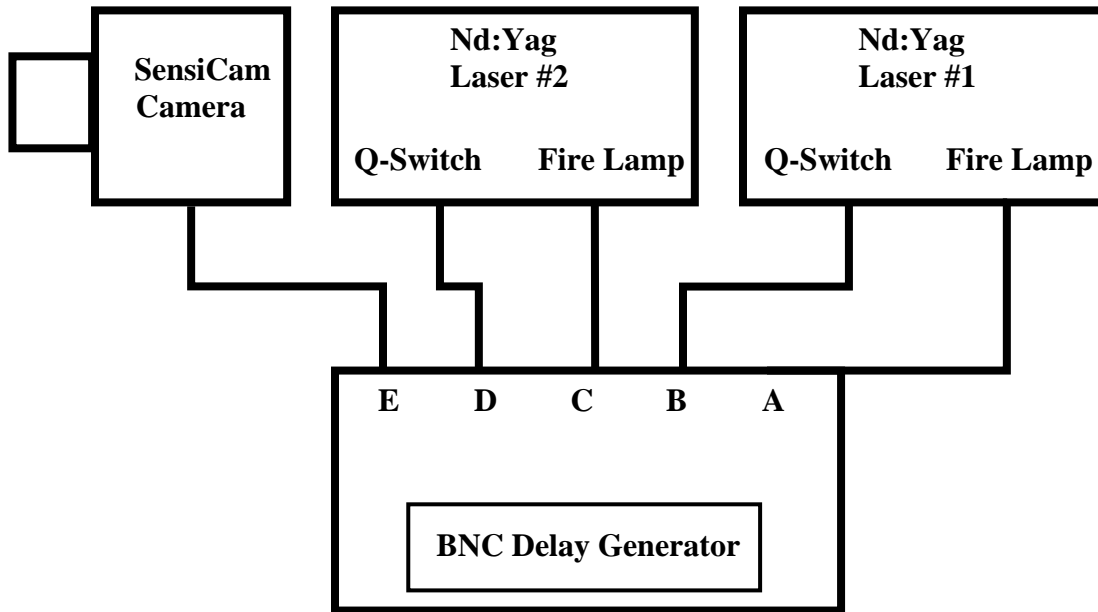 SensiCam
Camera
Nd:Yag
Laser #2
Q-Switch Fire Lamp
Nd:Yag
Laser #1
Q-Switch Fire Lamp
E D C B A
BNC Delay Generator